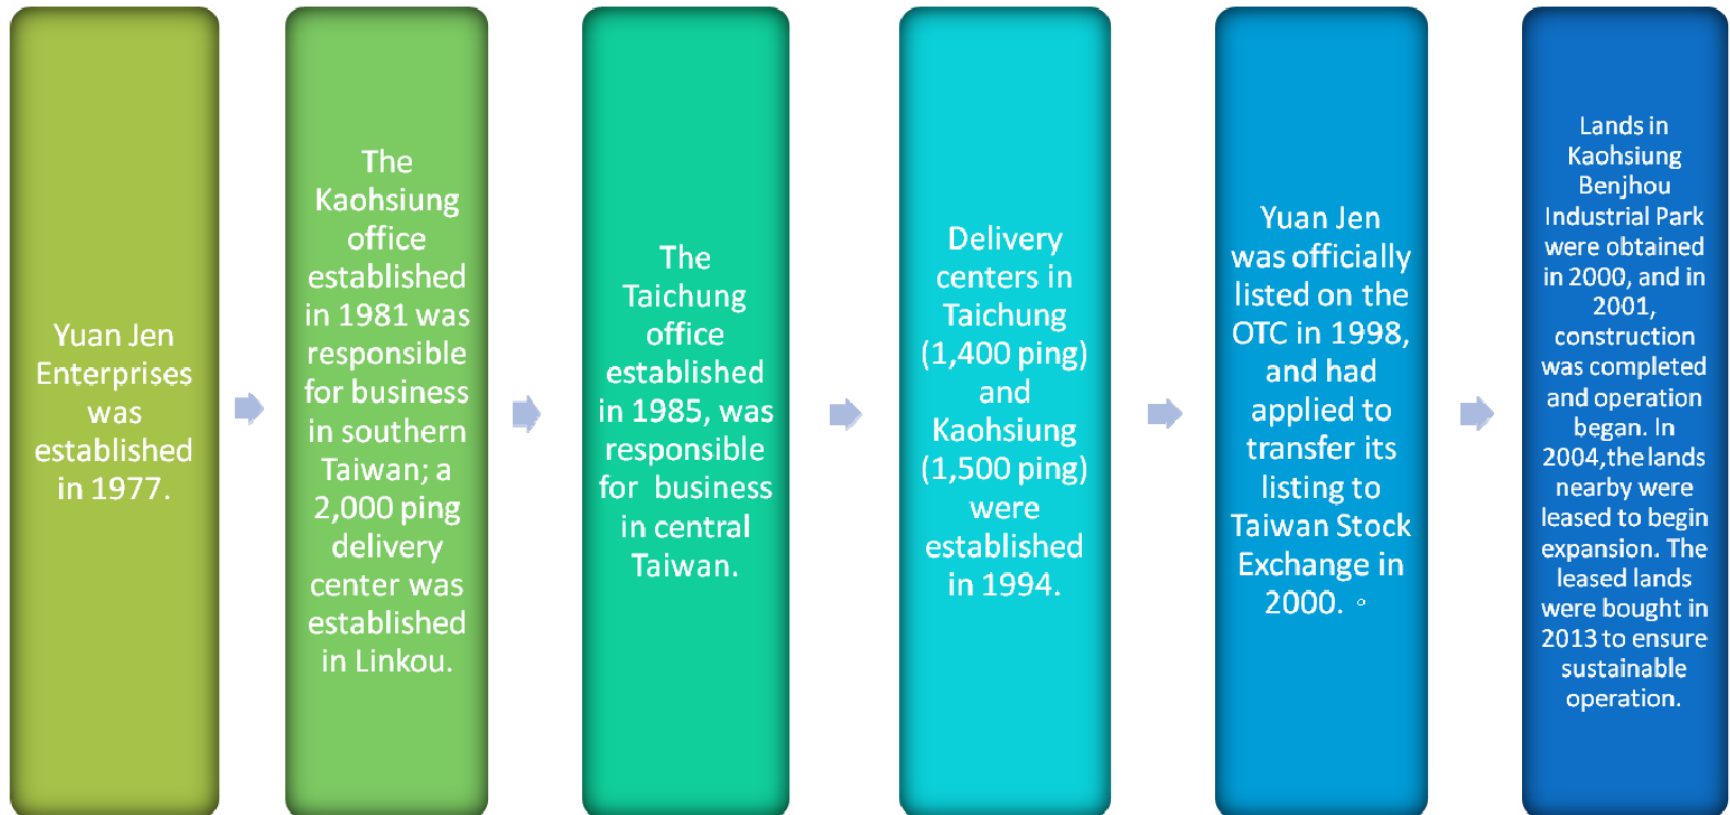 Yuan Jen
Enterprises
was
established
in 1977.
The
Kaohsiung
office
established
in 1981 was
responsible
for business
in southern
Taiwan; a
2,000 ping
delivery
center was
established
in Linkou.
The
Taichung
office
established
in 1985, was
responsible
for business
in central
Taiwan.
Delivery
centers in
Taichung
(1,400 ping)
and
Kaohsiung
(1,500 ping)
were
established
in 1994.
Yuan Jen
was officially
listed on the
OTC in 1998,
and had
applied to
transfer its
listing to
Taiwan Stock
Exchange in
2000. 。
Lands in
Kaohsiung
Benjhou
Industrial Park
were obtained
in 2000, and in
2001,
construction
was completed
and operation
began. In
2004,the lands
nearby were
leased to begin
expansion. The
leased lands
were bought in
2013 to ensure
sustainable
operation.